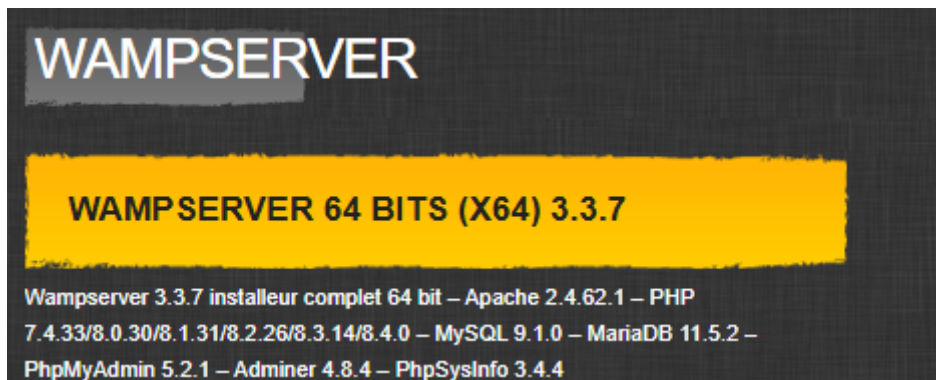 WAMPSERVER
WAMPSERVER 64 BITS (X64) 3.3.7
Wampserver 3.3.7 installeur complet 64 bit – Apache 2.4.62.1 – PHP
7.4.33/8.0.30/8.1.31/8.2.26/8.3.14/8.4.0 – MySQL 9.1.0 – MariaDB 11.5.2 –
PhpMyAdmin 5.2.1 – Adminer 4.8.4 – PhpSysInfo 3.4.4